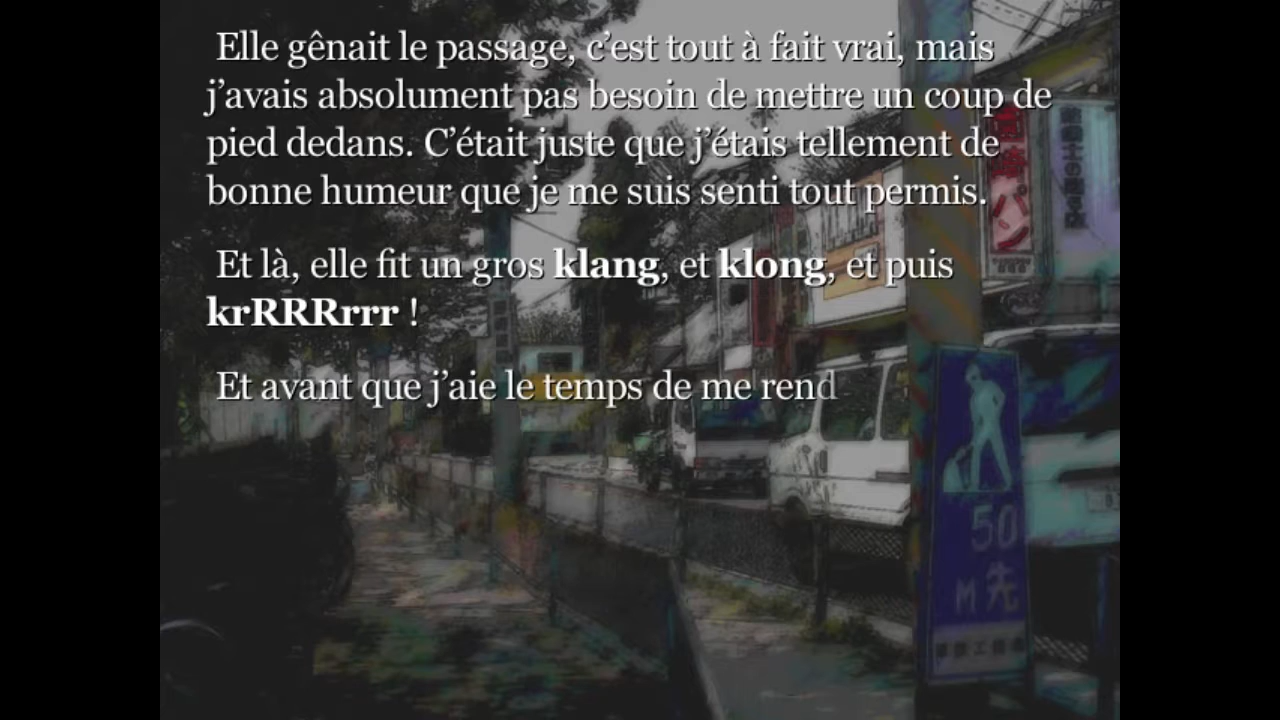 Elle gênait le passage, c’est tout à fait vrai, mais
j’avais absolument pas besoin de mettre un coup de
pied dedans. C’était juste que j’étais tellement de
bonne humeur que je me suis senti tout permis.
Et là, elle fit un gros klang, et klong, et puis
krRRRrrr !
Et avant que j’aie le temps de me rend
50
M先